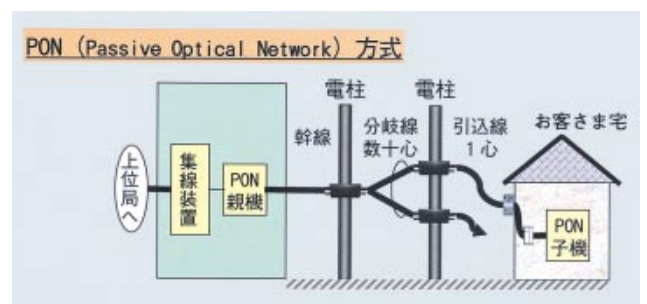 PON（Passive Optical Network）方式
電柱
電柱
幹線
分岐線
数十心
引込線
1心
お客さま宅
上位局へ
集線装置
PON
親機
PON
子機